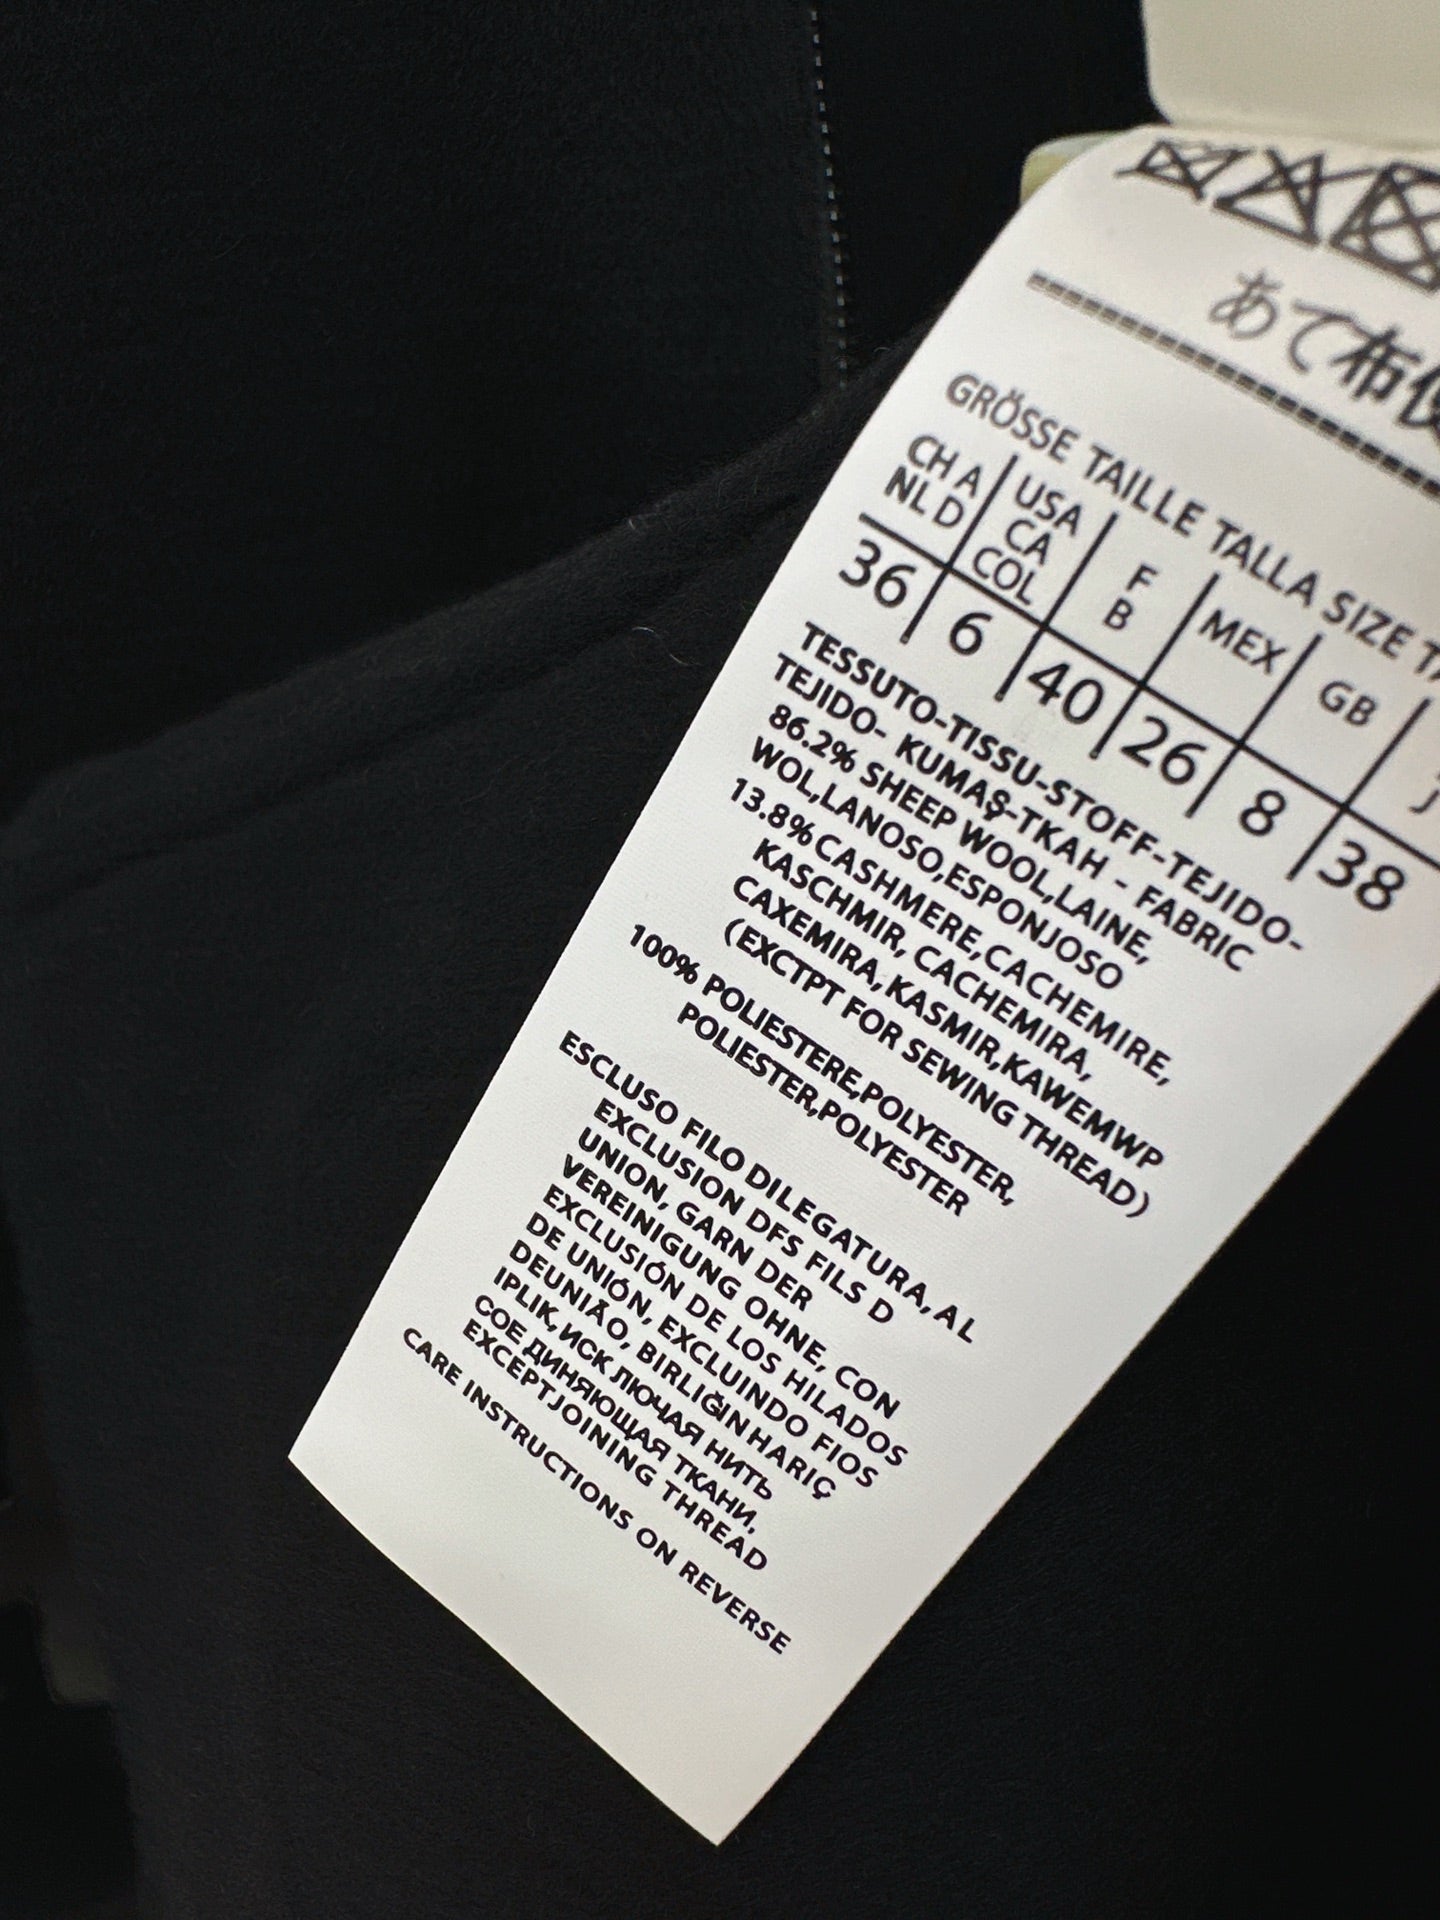 あて布使
GRÖSSE TAILLE TALLA SIZE
CH A NL D USA CA COL F B MEX GB J
36 6 40 26 8 38
TESSUTO-TISSU-STOFF-TEJIDO-
TEJIDO- KUMAŞ-TKAH - FABRIC
86.2% SHEEP WOOL,LAINE,
WOL,LANOSO,ESPONJOSO
13.8%CASHMERE,CACHEMIRE,
KASCHMIR, CACHEMIRA,
CAXEMIRA,KASMIR,KAWEMWP
(EXCTPT FOR SEWING THREAD)
100% POLIESTERE,POLYESTER,
POLIESTER,POLYESTER
ESCLUSO FILO DILEGATURA,AL
EXCLUSION DFS FILS D
UNION, GARN DER
VEREINIGUNG OHNE, CON
EXCLUSIÓN DE LOS HILADOS
DE UNIÓN, EXCLUINDO FIOS
DEUNIÃO, BIRLIĞIN HARIÇ
IPLIK,ИСК ЛЮЧАЯ НИТЬ
СОЕ ДИНЯЮЩАЯ ТКАНИ,
EXCEPTJOINING THREAD
CARE INSTRUCTIONS ON REVERSE